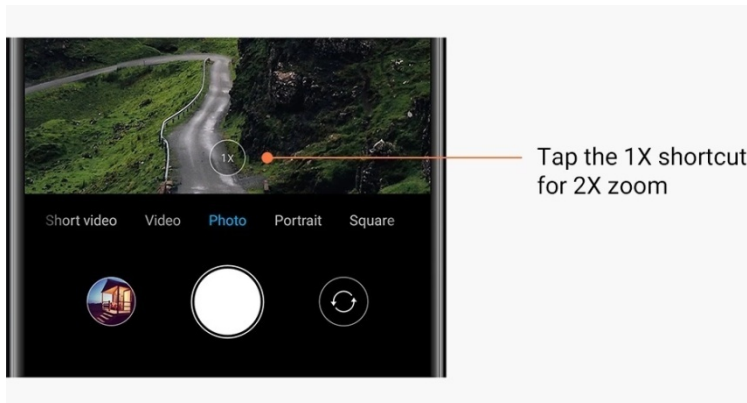 1X
Tap the 1X shortcut
for 2X zoom
Short video Video Photo Portrait Square